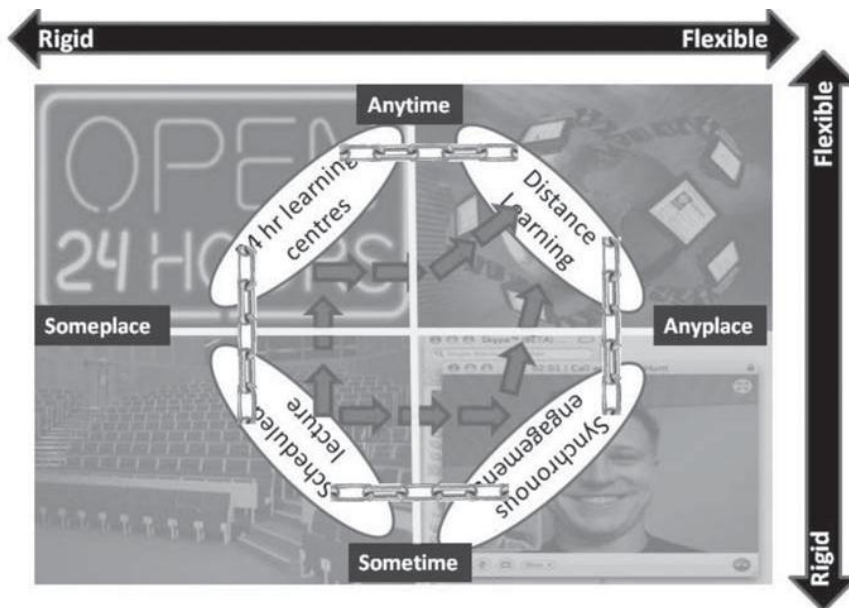 Rigid
Flexible
Anytime
Flexible
OPEN
24 HOURS
4 hr learning
centres
Distance
Learning
Someplace
Anyplace
Scheduled
lecture
Synchronous
engagement
Sometime
Rigid